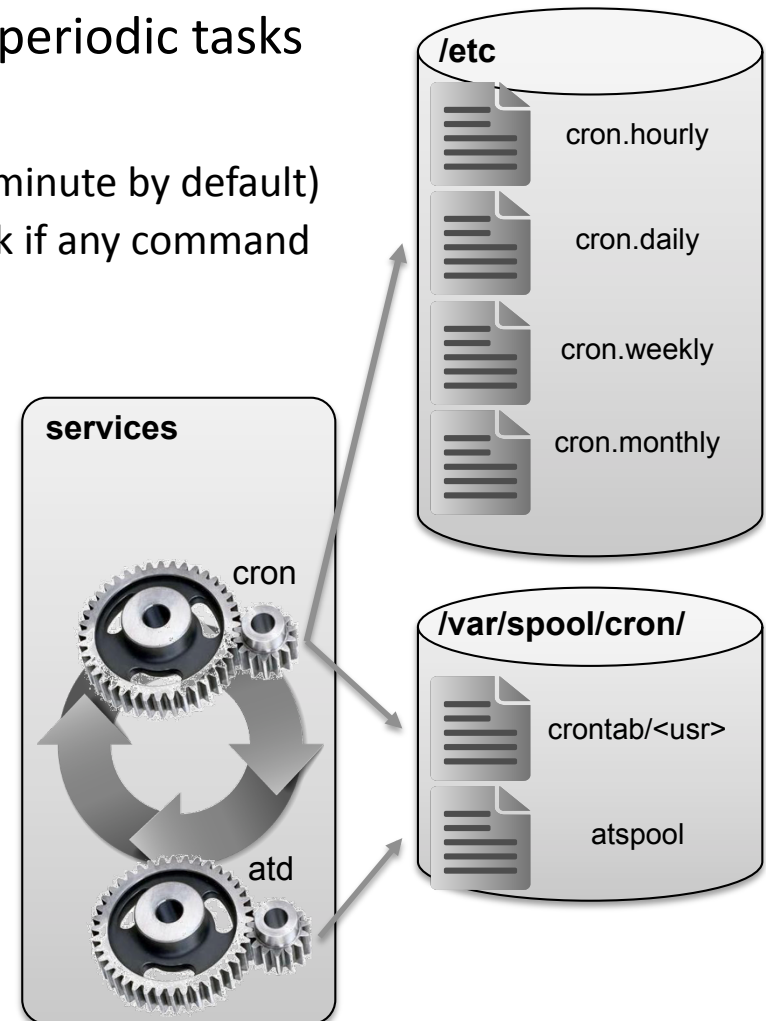 periodic tasks
minute by default)
k if any command
/etc
cron.hourly
cron.daily
cron.weekly
cron.monthly
services
cron
atd
/var/spool/cron/
crontab/<usr>
atspool